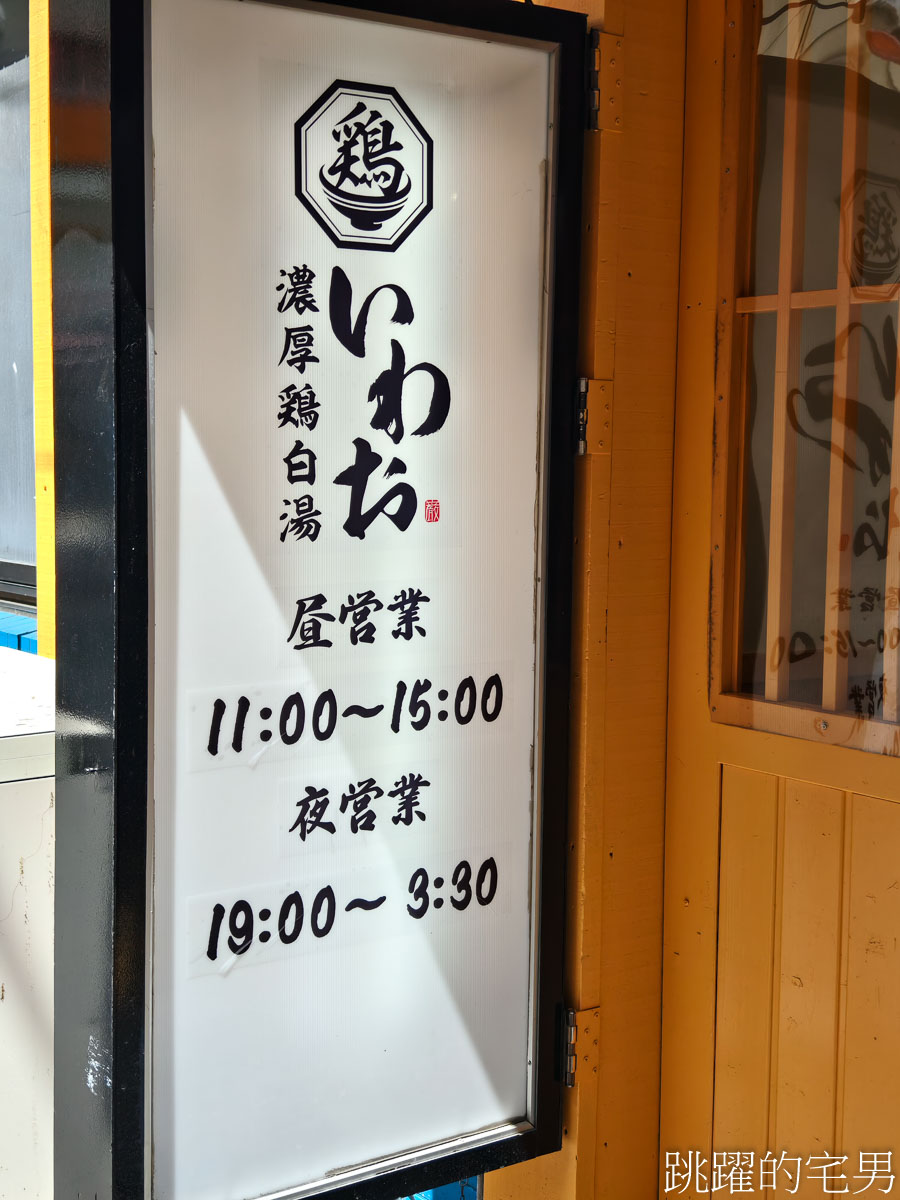 鶏
いわお
濃厚鶏白湯
昼営業
11:00~15:00
夜営業
19:00~ 3:30
跳躍的宅男